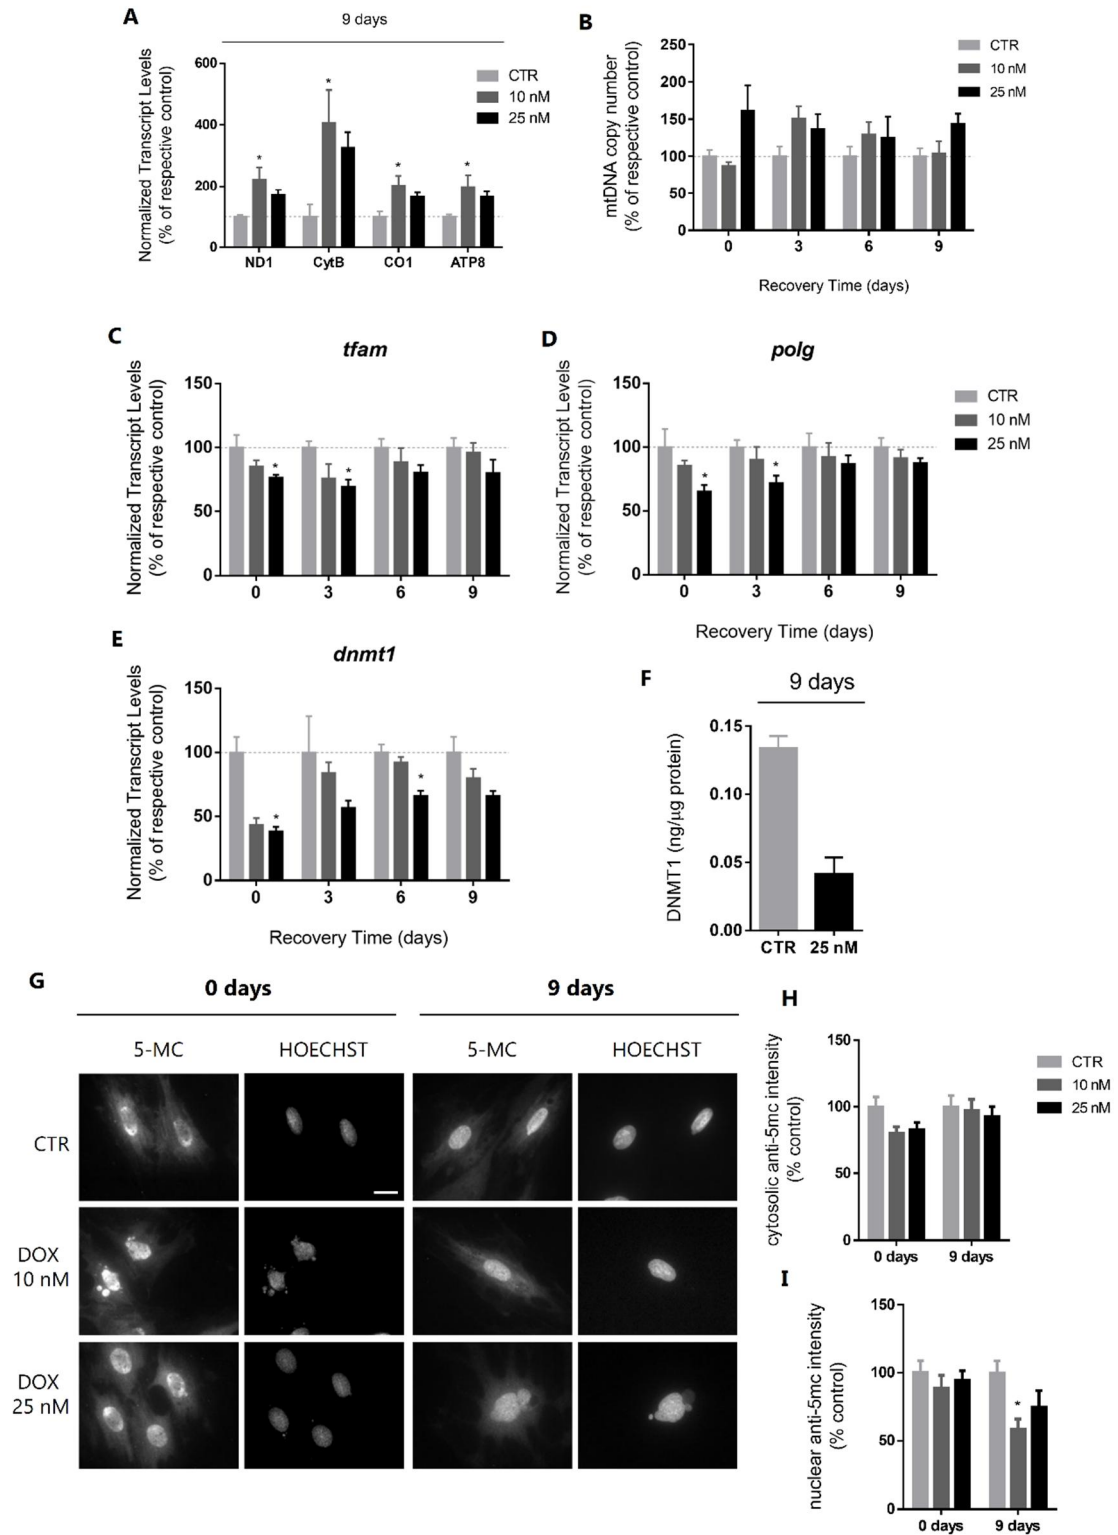 A
9 days
Normalized Transcript Levels
(% of respective control)
600
400
200
0
*
*
*
*
ND1 CytB CO1 ATP8
CTR
10 nM
25 nM
B
mtDNA copy number
(% of respective control)
250
200
150
100
50
0
0 3 6 9
Recovery Time (days)
CTR
10 nM
25 nM
C
tfam
Normalized Transcript Levels
(% of respective control)
150
100
50
0
*
*
0 3 6 9
D
polg
Normalized Transcript Levels
(% of respective control)
150
100
50
0
*
*
0 3 6 9
Recovery Time (days)
CTR
10 nM
25 nM
E
dnmt1
Normalized Transcript Levels
(% of respective control)
150
100
50
0
*
*
0 3 6 9
Recovery Time (days)
F
9 days
DNMT1 (ng/µg protein)
0.15
0.10
0.05
0.00
CTR 25 nM
G
0 days 9 days
5-MC HOECHST 5-MC HOECHST
CTR
DOX
10 nM
DOX
25 nM
H
cytosolic anti-5mc intensity
(% control)
150
100
50
0
0 days 9 days
CTR
10 nM
25 nM
I
nuclear anti-5mc intensity
(% control)
150
100
50
0
*
0 days 9 days